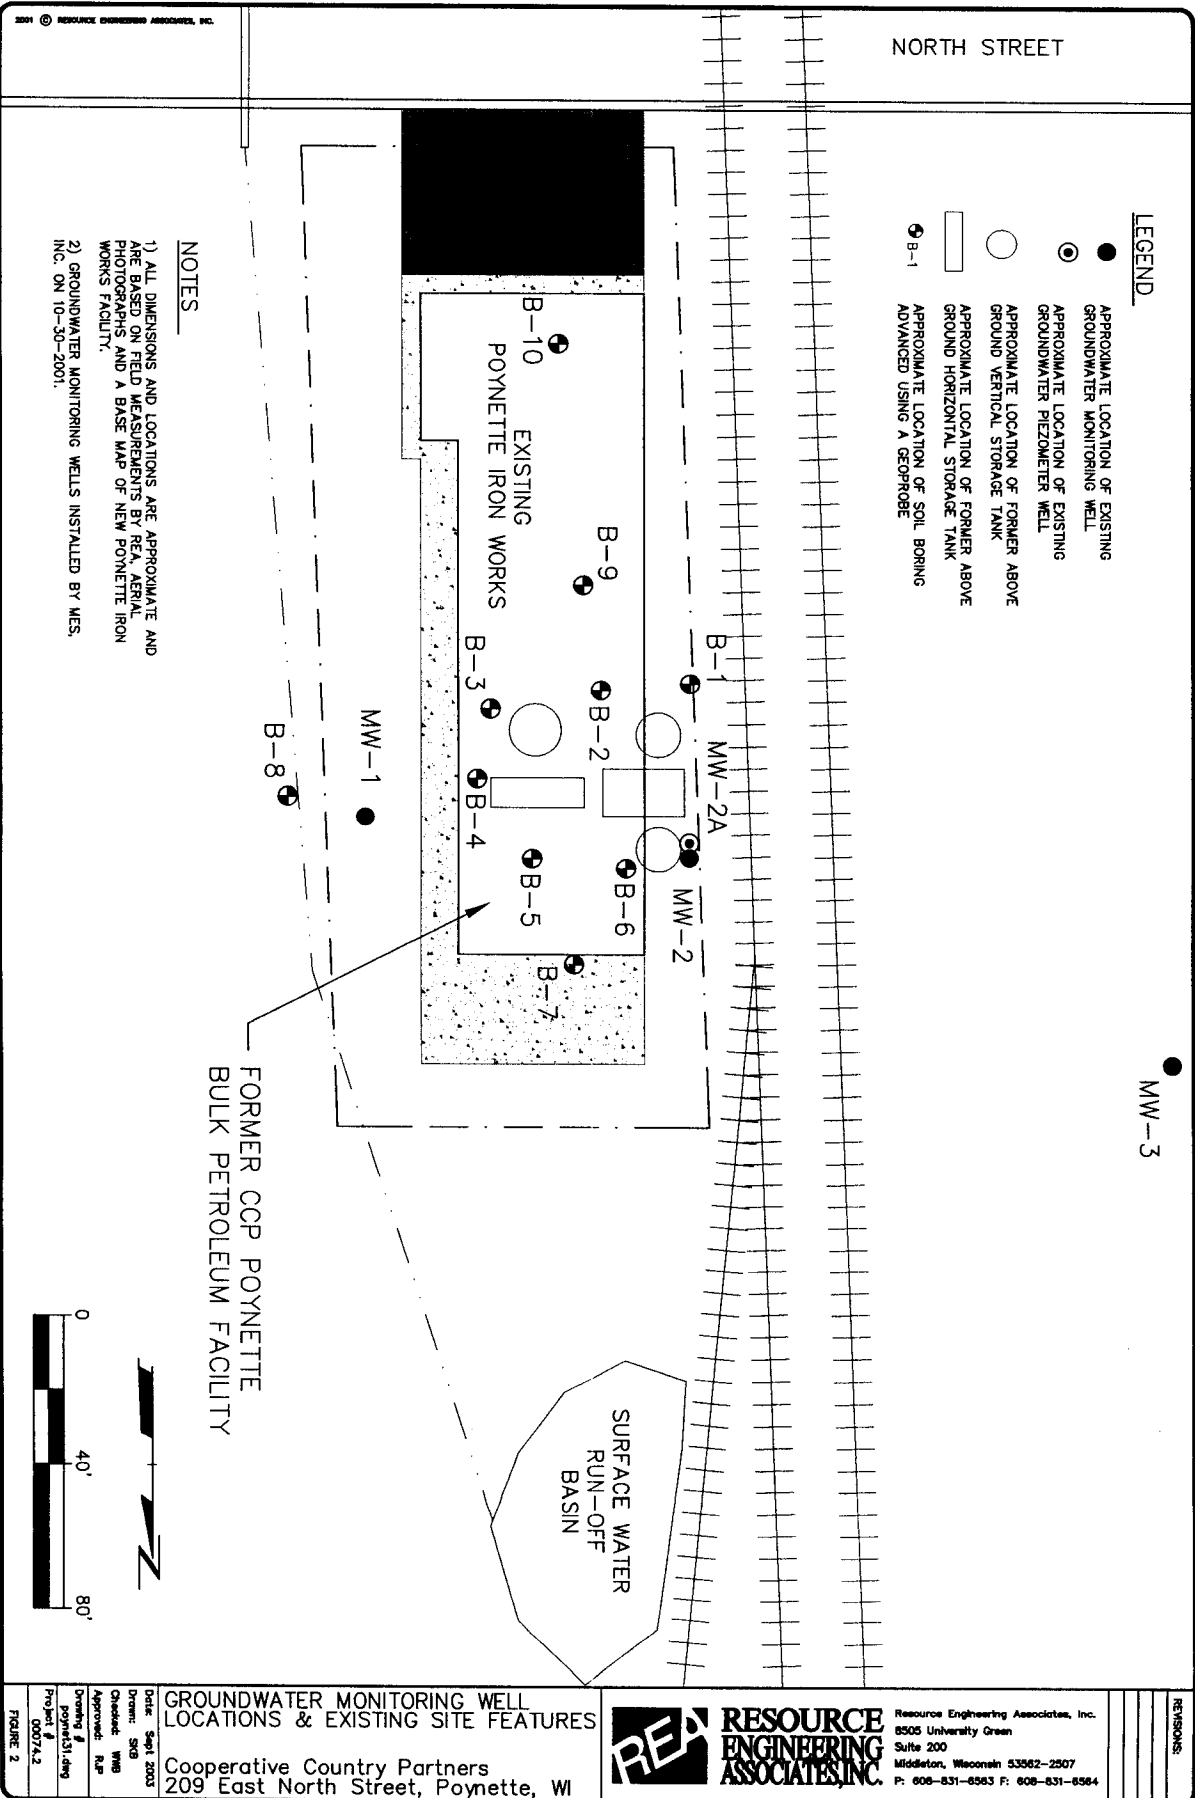 2001 © RESOURCE ENGINEERING ASSOCIATES, INC.
NORTH STREET
LEGEND
APPROXIMATE LOCATION OF EXISTING
GROUNDWATER MONITORING WELL
APPROXIMATE LOCATION OF EXISTING
GROUNDWATER PIEZOMETER WELL
APPROXIMATE LOCATION OF FORMER ABOVE
GROUND VERTICAL STORAGE TANK
APPROXIMATE LOCATION OF FORMER ABOVE
GROUND HORIZONTAL STORAGE TANK
B-1
APPROXIMATE LOCATION OF SOIL BORING
ADVANCED USING A GEOPROBE
NOTES
1) ALL DIMENSIONS AND LOCATIONS ARE APPROXIMATE AND
ARE BASED ON FIELD MEASUREMENTS BY REA, AERIAL
PHOTOGRAPHS AND A BASE MAP OF NEW POYNETTE IRON
WORKS FACILITY.
2) GROUNDWATER MONITORING WELLS INSTALLED BY MES,
INC. ON 10-30-2001.
B-10
EXISTING
POYNETTE IRON WORKS
B-9
B-1
B-2
B-3
MW-2A
MW-1
B-8
B-4
B-5
B-6
MW-2
B-7
MW-3
FORMER CCP POYNETTE
BULK PETROLEUM FACILITY
SURFACE WATER
RUN-OFF
BASIN
0
40'
80'
N
REVISIONS:
Resource Engineering Associates, Inc.
8505 University Green
Suite 200
Middleton, Wisconsin 53562-2507
P: 608-831-6563 F: 608-831-6564
REA
RESOURCE
ENGINEERING
ASSOCIATES, INC.
GROUNDWATER MONITORING WELL
LOCATIONS & EXISTING SITE FEATURES
Cooperative Country Partners
209 East North Street, Poynette, WI
Date: Sept 2003
Drawn: SKB
Checked: WWB
Approved: RJP
Drawing #
poynet31.dwg
Project #
00074.2
FIGURE 2